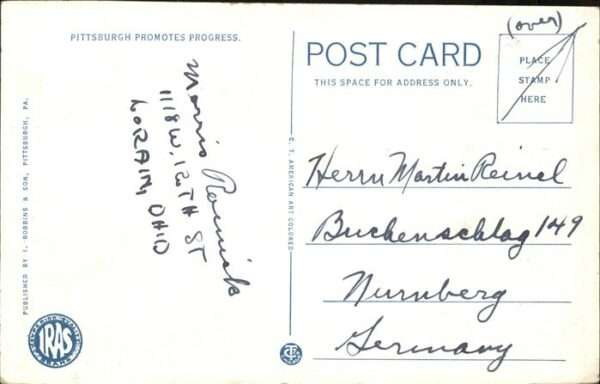 PITTSBURGH PROMOTES PROGRESS.
Morris
1118 W. 12TH ST
LORAIN, OHIO
PUBLISHED BY I. ROBBINS & SON, PITTSBURGH, PA.
IRAS
C. T. AMERICAN ART COLORED
POST CARD
THIS SPACE FOR ADDRESS ONLY.
(over)
PLACE
STAMP
HERE
Herrn Martin Reinel
Buchenschlag 149
Nurnberg
Germany